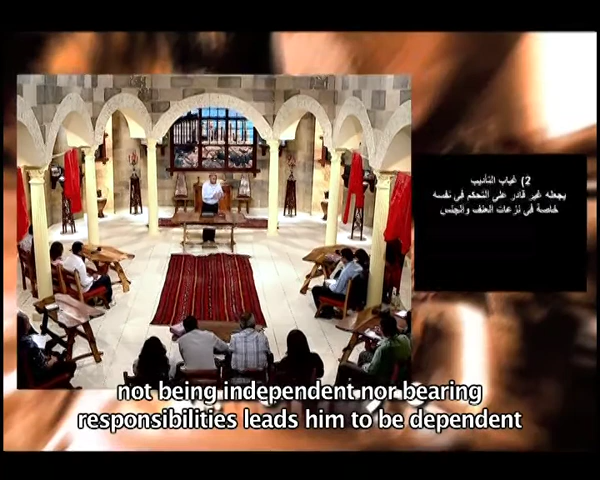 2) غياب التأديب
يجعله غير قادر على التحكم في نفسه
خاصة في نزعات العنف والجنس
not being independent nor bearing
responsibilities leads him to be dependent